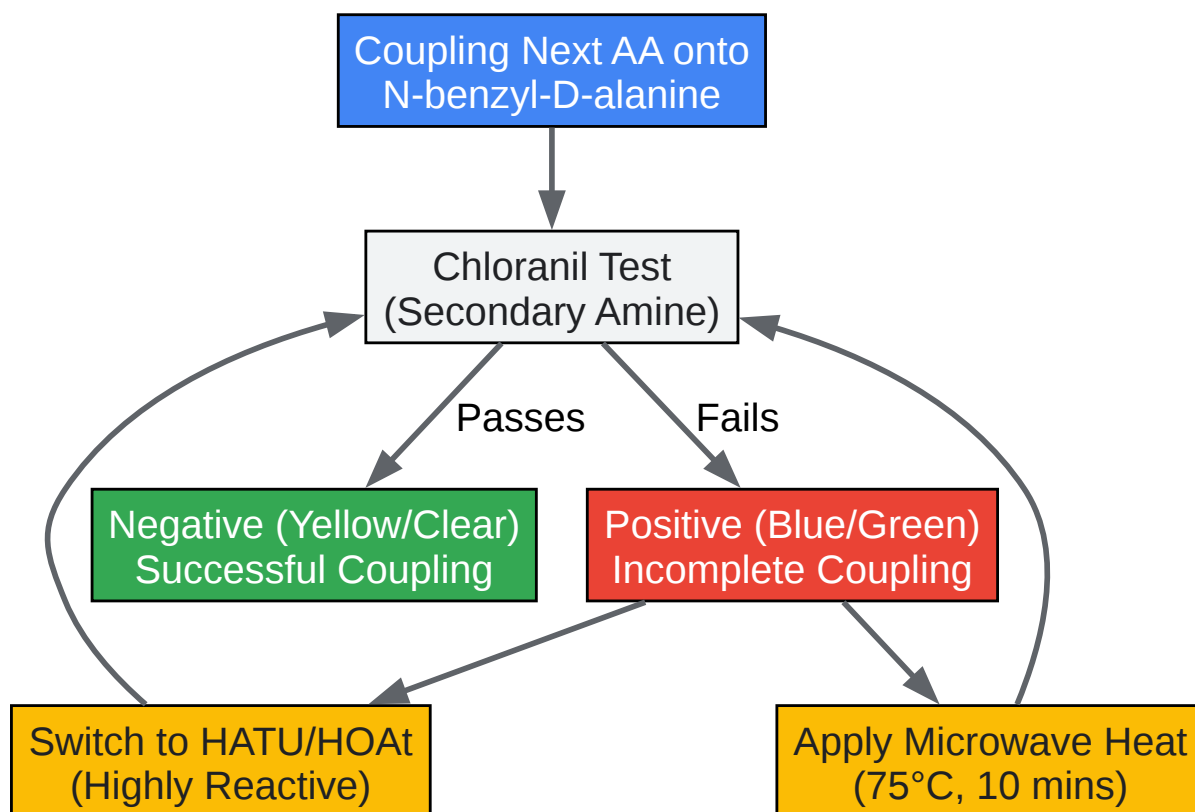 Coupling Next AA onto
N-benzyl-D-alanine
Chloranil Test
(Secondary Amine)
Passes
Fails
Negative (Yellow/Clear)
Successful Coupling
Positive (Blue/Green)
Incomplete Coupling
Switch to HATU/HOAt
(Highly Reactive)
Apply Microwave Heat
(75°C, 10 mins)